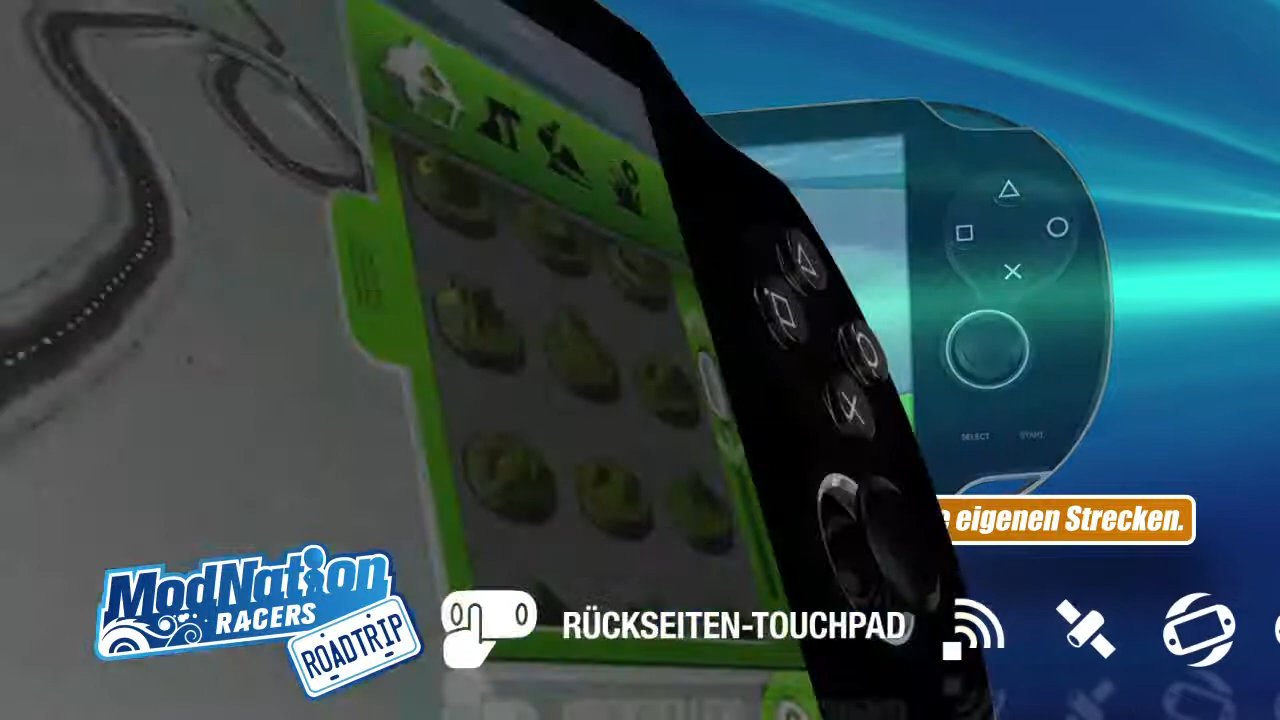 SELECT START
eigenen Strecken.
ModNation
RACERS
ROADTRIP
RÜCKSEITEN-TOUCHPAD